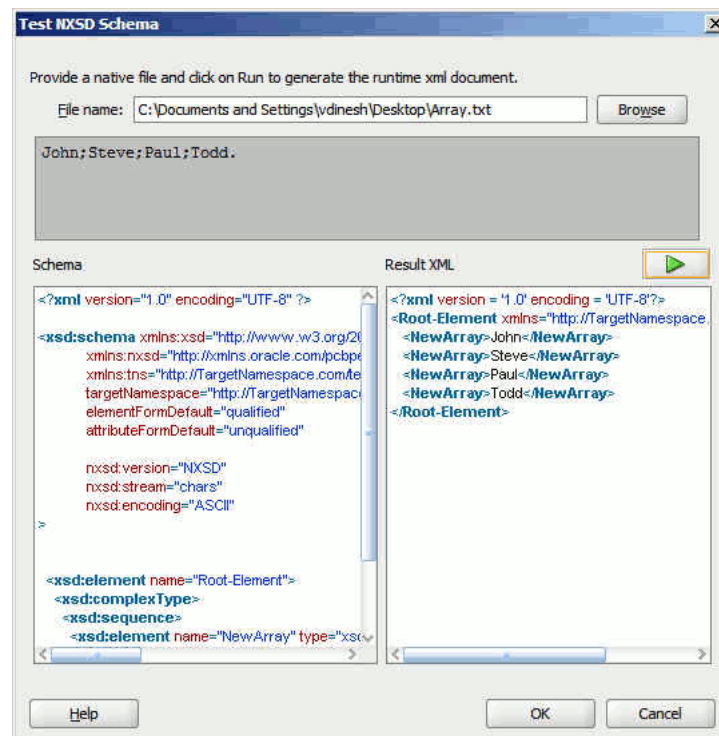 Test NXSD Schema
Provide a native file and click on Run to generate the runtime xml document.
File name: C:\Documents and Settings\vdinesh\Desktop\Array.txt Browse
John;Steve;Paul;Todd.
Schema
<?xml version="1.0" encoding="UTF-8" ?>
<xsd:schema xmlns:xsd="http://www.w3.org/20
xmlns:nxsd="http://xmlns.oracle.com/pcbpe
xmlns:tns="http://TargetNamespace.com/te
targetNamespace="http://TargetNamespac
elementFormDefault="qualified"
attributeFormDefault="unqualified"
nxsd:version="NXSD"
nxsd:stream="chars"
nxsd:encoding="ASCII"
>
<xsd:element name="Root-Element">
<xsd:complexType>
<xsd:sequence>
<xsd:element name="NewArray" type="xsd
Result XML
<?xml version = '1.0' encoding = 'UTF-8'?>
<Root-Element xmlns="http://TargetNamespace.
<NewArray>John</NewArray>
<NewArray>Steve</NewArray>
<NewArray>Paul</NewArray>
<NewArray>Todd</NewArray>
</Root-Element>
Help OK Cancel